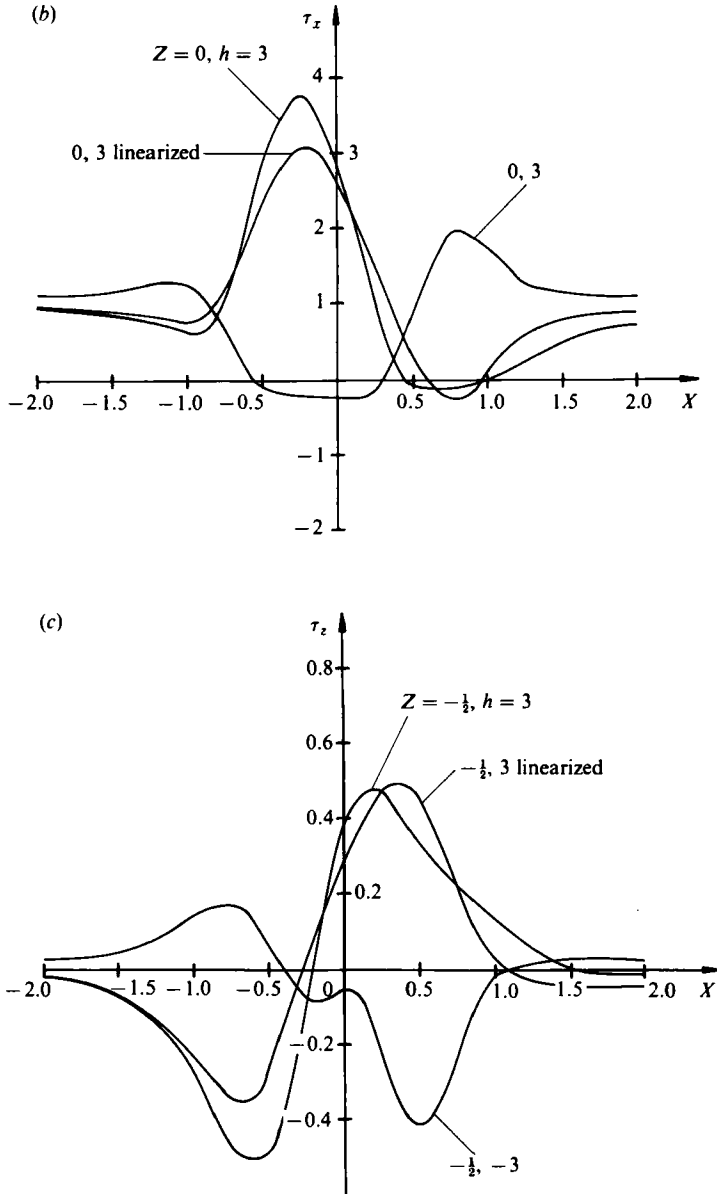 (b)
τx
Z = 0, h = 3
4
0, 3 linearized
3
0, 3
2
1
−2.0 −1.5 −1.0 −0.5 0.5 1.0 1.5 2.0 X
−1
−2
(c)
τz
0.8
Z = −½, h = 3
0.6
−½, 3 linearized
0.4
0.2
−2.0 −1.5 −1.0 −0.5 0 0.5 1.0 1.5 2.0 X
−0.2
−0.4
−½, −3